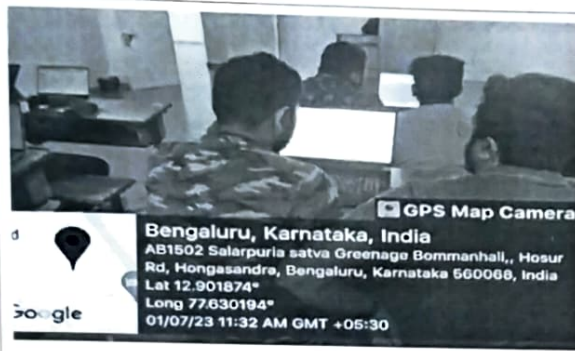 GPS Map Camera
Bengaluru, Karnataka, India
AB1502 Salarpuria satva Greenage Bommanhall,, Hosur
Rd, Hongasandra, Bengaluru, Karnataka 560068, India
Lat 12.901874°
Long 77.630194°
01/07/23 11:32 AM GMT +05:30
Google